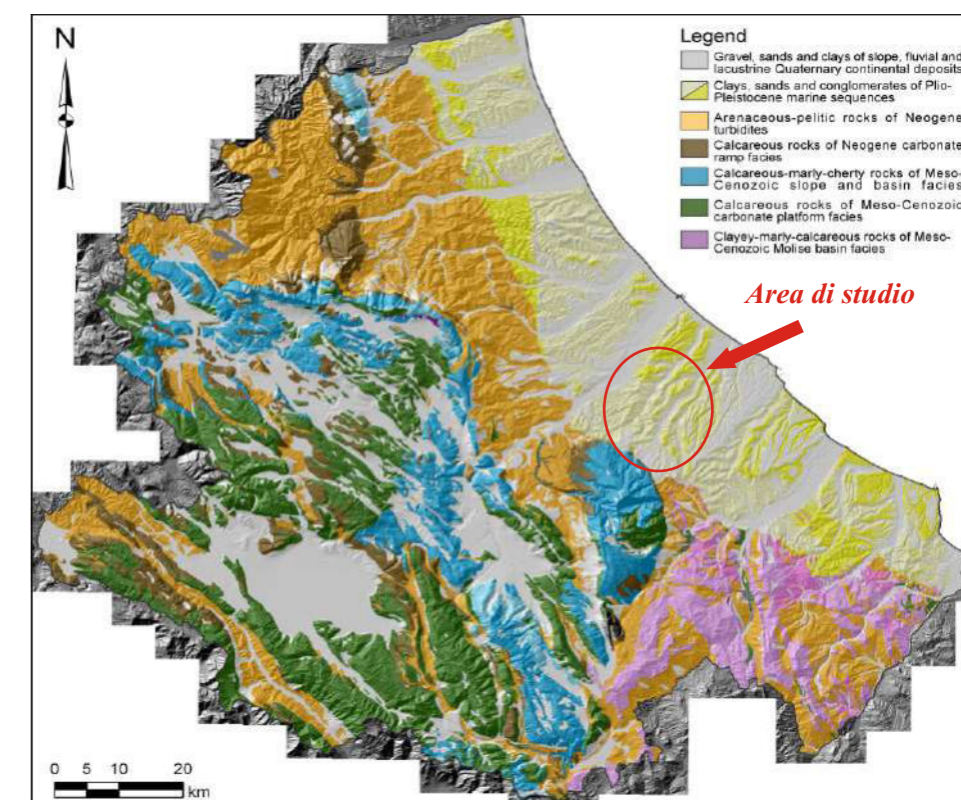 N
Legend
Gravel, sands and clays of slope, fluvial and
lacustrine Quaternary continental deposits
Clays, sands and conglomerates of Plio-
Pleistocene marine sequences
Arenaceous-pelitic rocks of Neogene
turbidites
Calcareous rocks of Neogene carbonate
ramp facies
Calcareous-marly-cherty rocks of Meso-
Cenozoic slope and basin facies
Calcareous rocks of Meso-Cenozoic
carbonate platform facies
Clayey-marly-calcareous rocks of Meso-
Cenozoic Molise basin facies
Area di studio
0 5 10 20
km